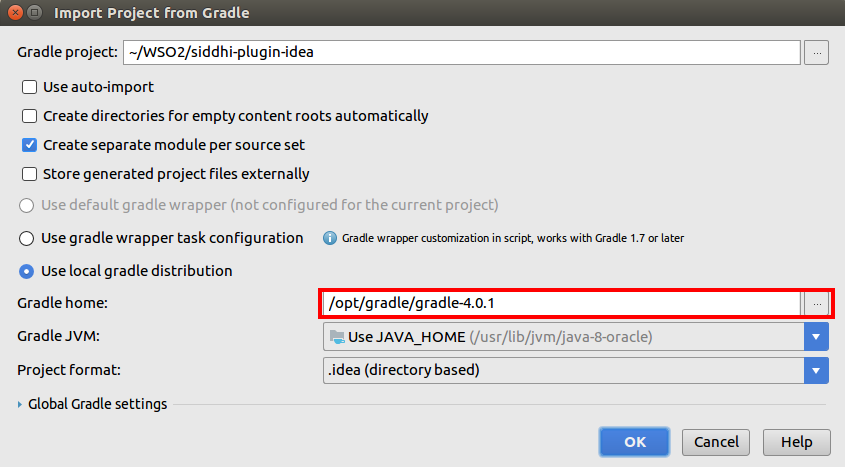 Import Project from Gradle
Gradle project: ~/WSO2/siddhi-plugin-idea ...
Use auto-import
Create directories for empty content roots automatically
Create separate module per source set
Store generated project files externally
Use default gradle wrapper (not configured for the current project)
Use gradle wrapper task configuration Gradle wrapper customization in script, works with Gradle 1.7 or later
Use local gradle distribution
Gradle home: /opt/gradle/gradle-4.0.1 ...
Gradle JVM: Use JAVA_HOME (/usr/lib/jvm/java-8-oracle)
Project format: .idea (directory based)
Global Gradle settings
OK Cancel Help